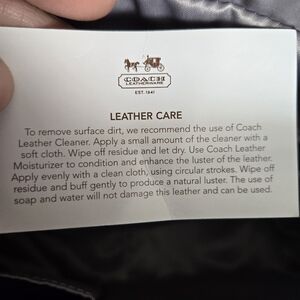 COACH
LEATHERWARE
EST. 1941
LEATHER CARE
To remove surface dirt, we recommend the use of Coach
Leather Cleaner. Apply a small amount of the cleaner with a
soft cloth. Wipe off residue and let dry. Use Coach Leather
Moisturizer to condition and enhance the luster of the leather.
Apply evenly with a clean cloth, using circular strokes. Wipe off
residue and buff gently to produce a natural luster. The use of
soap and water will not damage this leather and can be used.